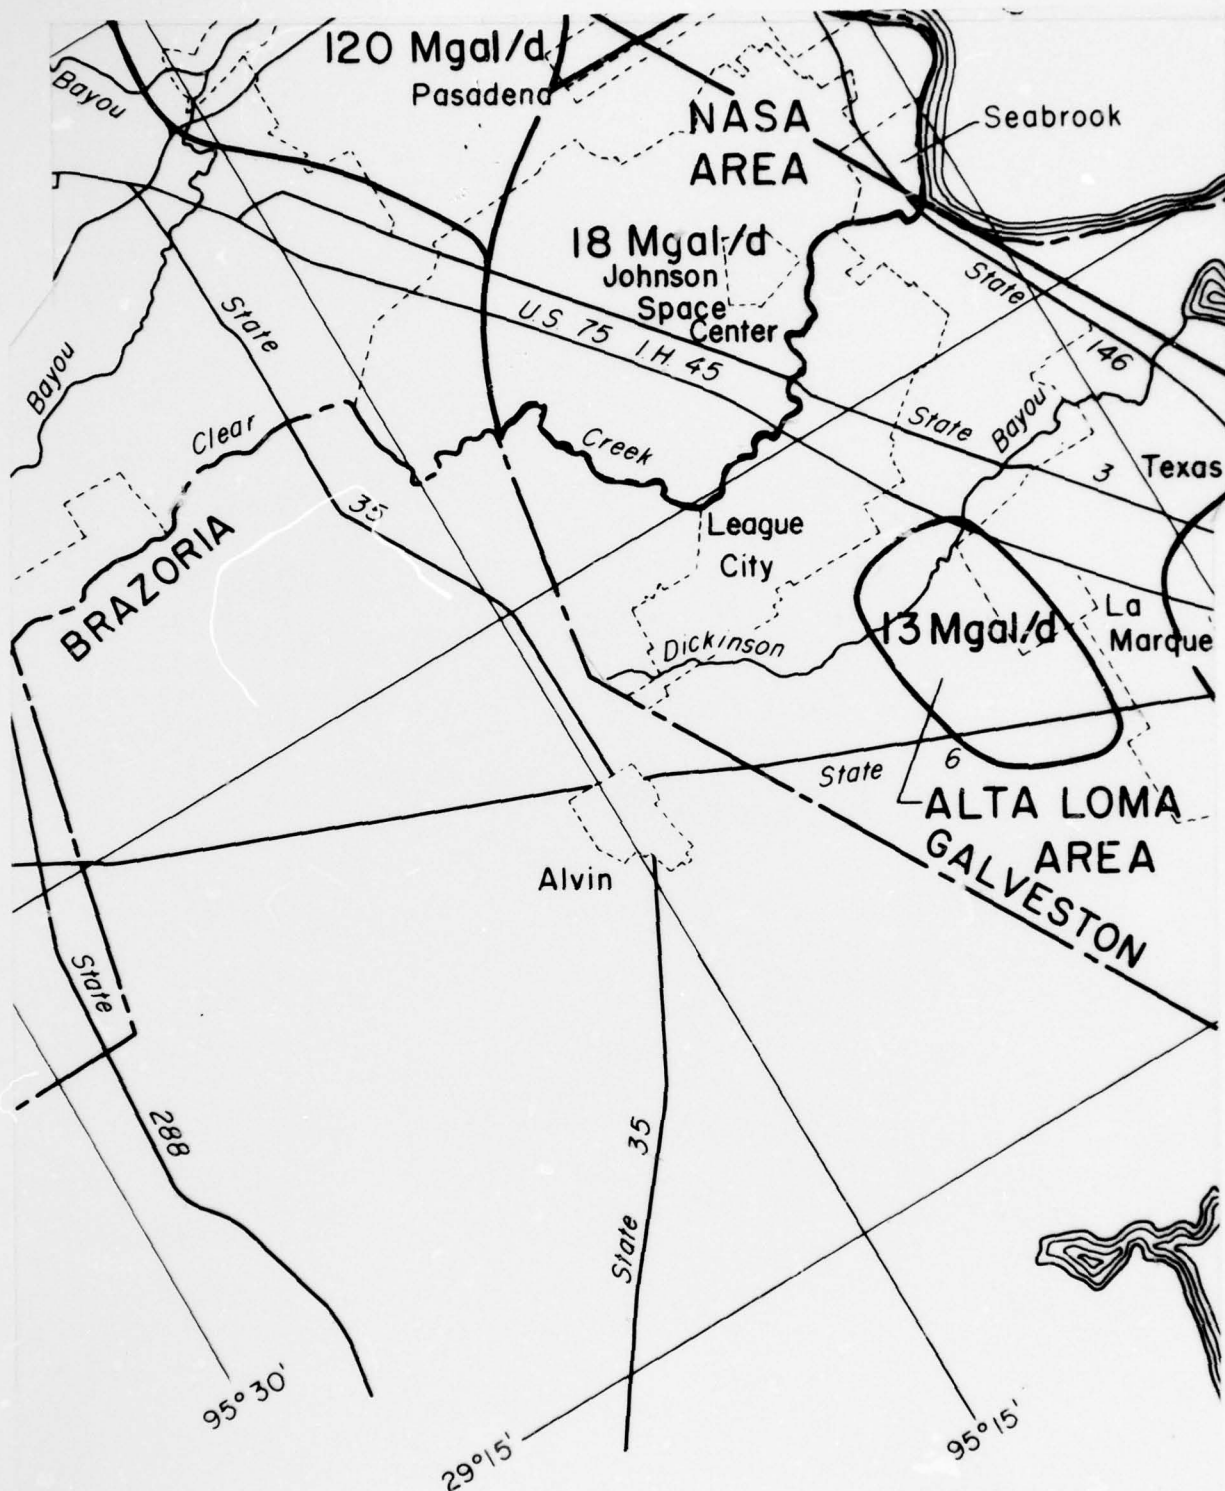 120 Mgal/d
Pasadena
Bayou
NASA
AREA
Seabrook
18 Mgal/d
Johnson
Space
Center
State
146
State
U.S. 75 I.H. 45
Bayou
Clear
Creek
State
3
Bayou
Texas
35
League
City
BRAZORIA
13 Mgal/d
La
Marque
Dickinson
State 6
ALTA LOMA
AREA
GALVESTON
Alvin
State
288
35
State
95°30'
29°15'
95°15'